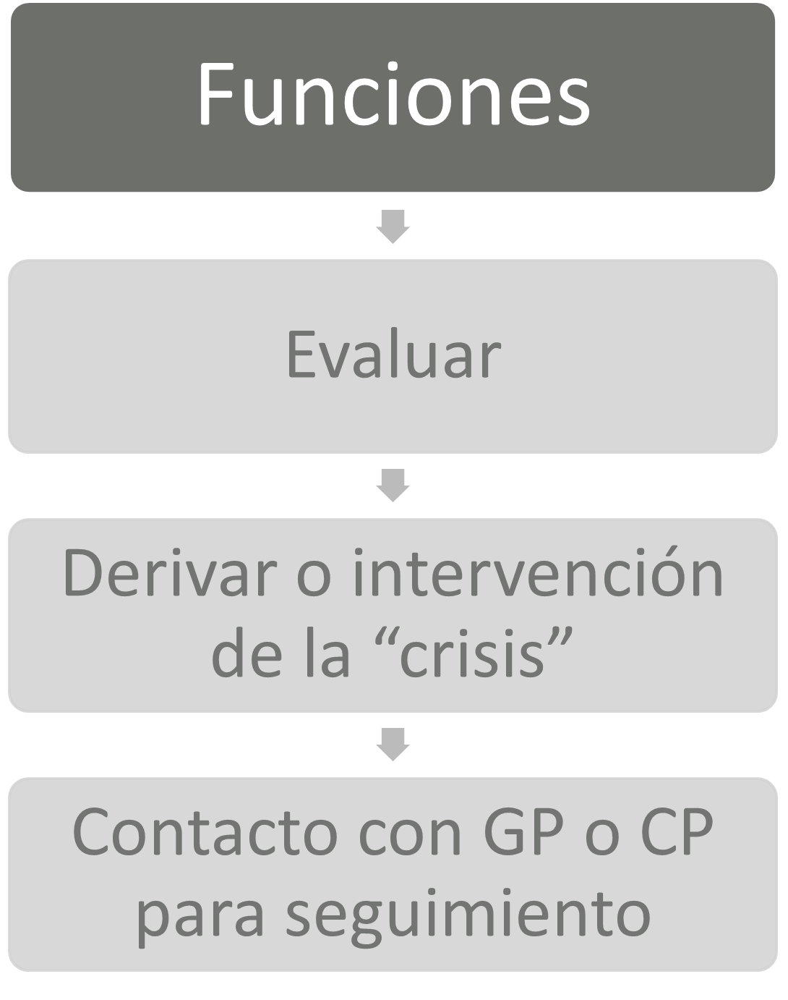 Funciones
Evaluar
Derivar o intervención
de la “crisis”
Contacto con GP o CP
para seguimiento